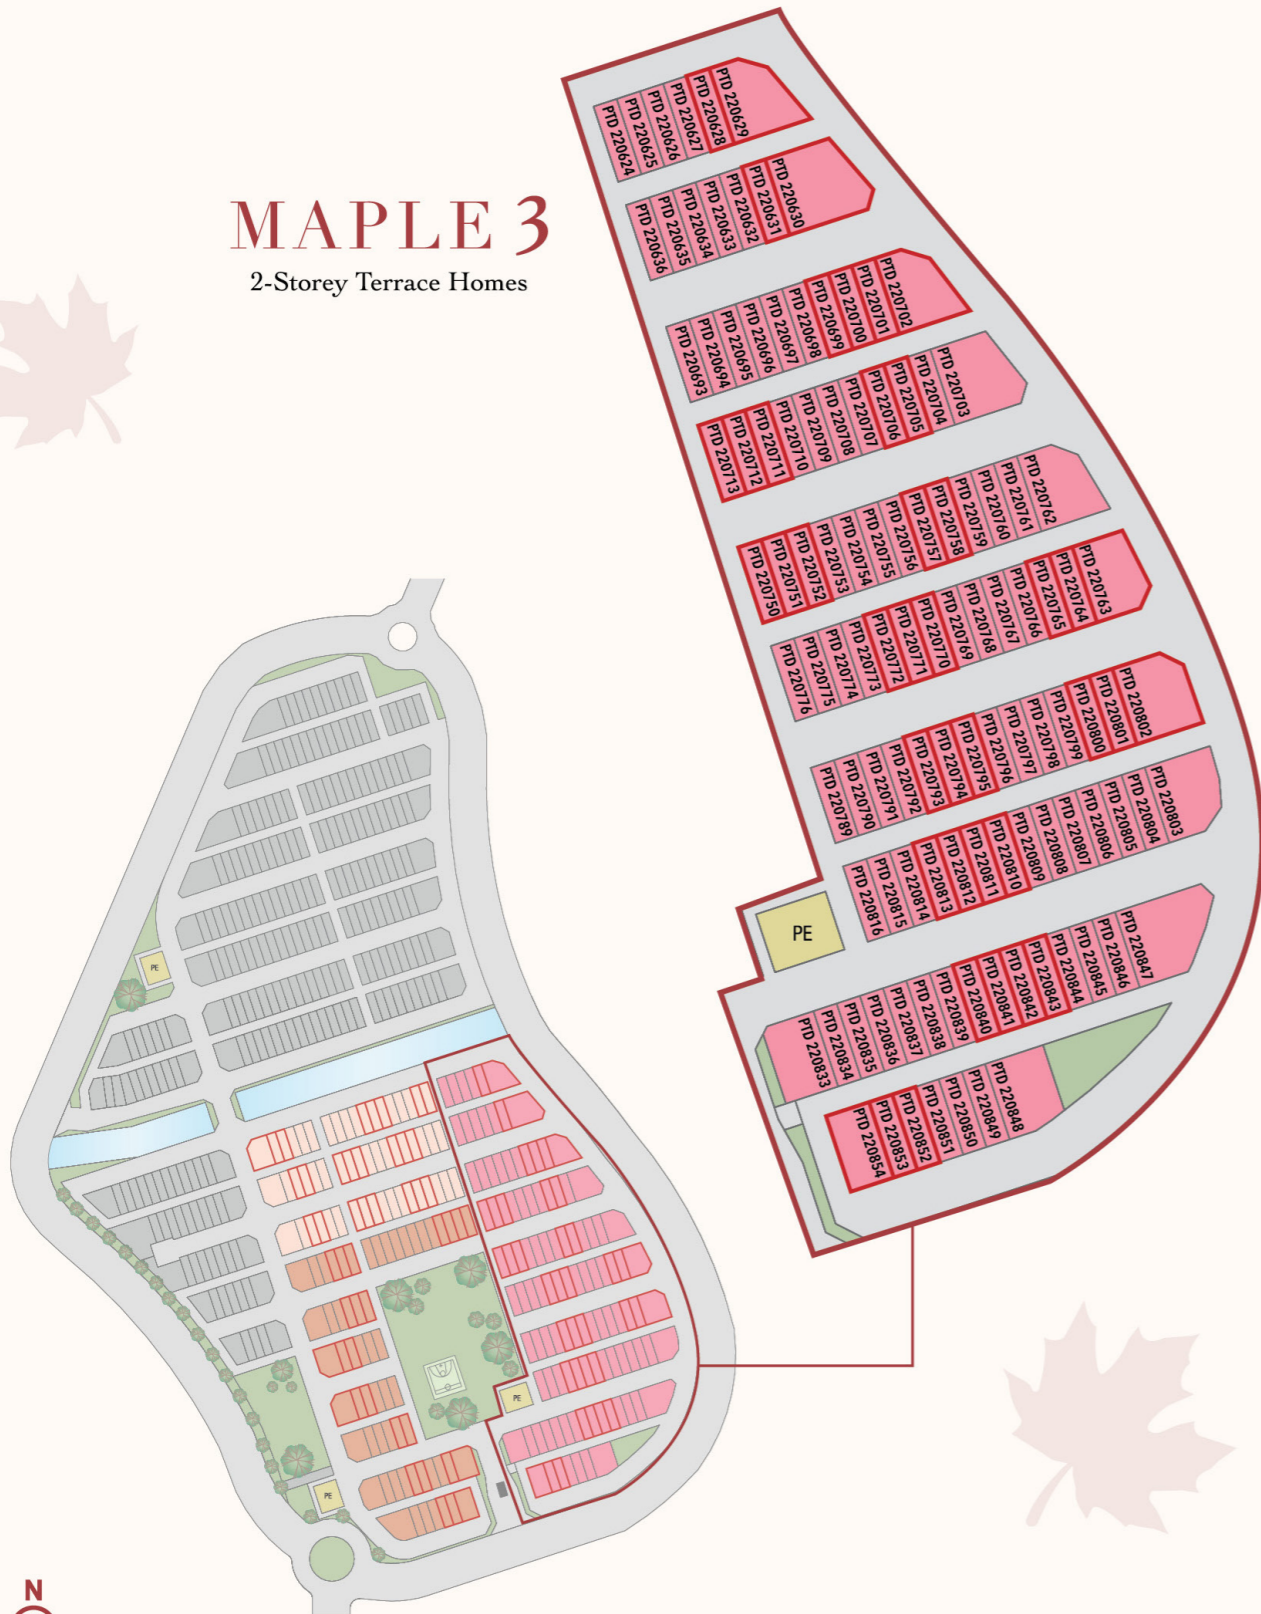 MAPLE 3
2-Storey Terrace Homes
PTD 220624
PTD 220625
PTD 220626
PTD 220627
PTD 220628
PTD 220629
PTD 220636
PTD 220635
PTD 220634
PTD 220633
PTD 220632
PTD 220631
PTD 220630
PTD 220693
PTD 220694
PTD 220695
PTD 220696
PTD 220697
PTD 220698
PTD 220699
PTD 220700
PTD 220701
PTD 220702
PTD 220713
PTD 220712
PTD 220711
PTD 220710
PTD 220709
PTD 220708
PTD 220707
PTD 220706
PTD 220705
PTD 220704
PTD 220703
PTD 220750
PTD 220751
PTD 220752
PTD 220753
PTD 220754
PTD 220755
PTD 220756
PTD 220757
PTD 220758
PTD 220759
PTD 220760
PTD 220761
PTD 220762
PTD 220776
PTD 220775
PTD 220774
PTD 220773
PTD 220772
PTD 220771
PTD 220770
PTD 220769
PTD 220768
PTD 220767
PTD 220766
PTD 220765
PTD 220764
PTD 220763
PTD 220789
PTD 220790
PTD 220791
PTD 220792
PTD 220793
PTD 220794
PTD 220795
PTD 220796
PTD 220797
PTD 220798
PTD 220799
PTD 220800
PTD 220801
PTD 220802
PTD 220816
PTD 220815
PTD 220814
PTD 220813
PTD 220812
PTD 220811
PTD 220810
PTD 220809
PTD 220808
PTD 220807
PTD 220806
PTD 220805
PTD 220804
PTD 220803
PE
PTD 220833
PTD 220834
PTD 220835
PTD 220836
PTD 220837
PTD 220838
PTD 220839
PTD 220840
PTD 220841
PTD 220842
PTD 220843
PTD 220844
PTD 220845
PTD 220846
PTD 220847
PTD 220854
PTD 220853
PTD 220852
PTD 220851
PTD 220850
PTD 220849
PTD 220848
PE
PE
PE
N